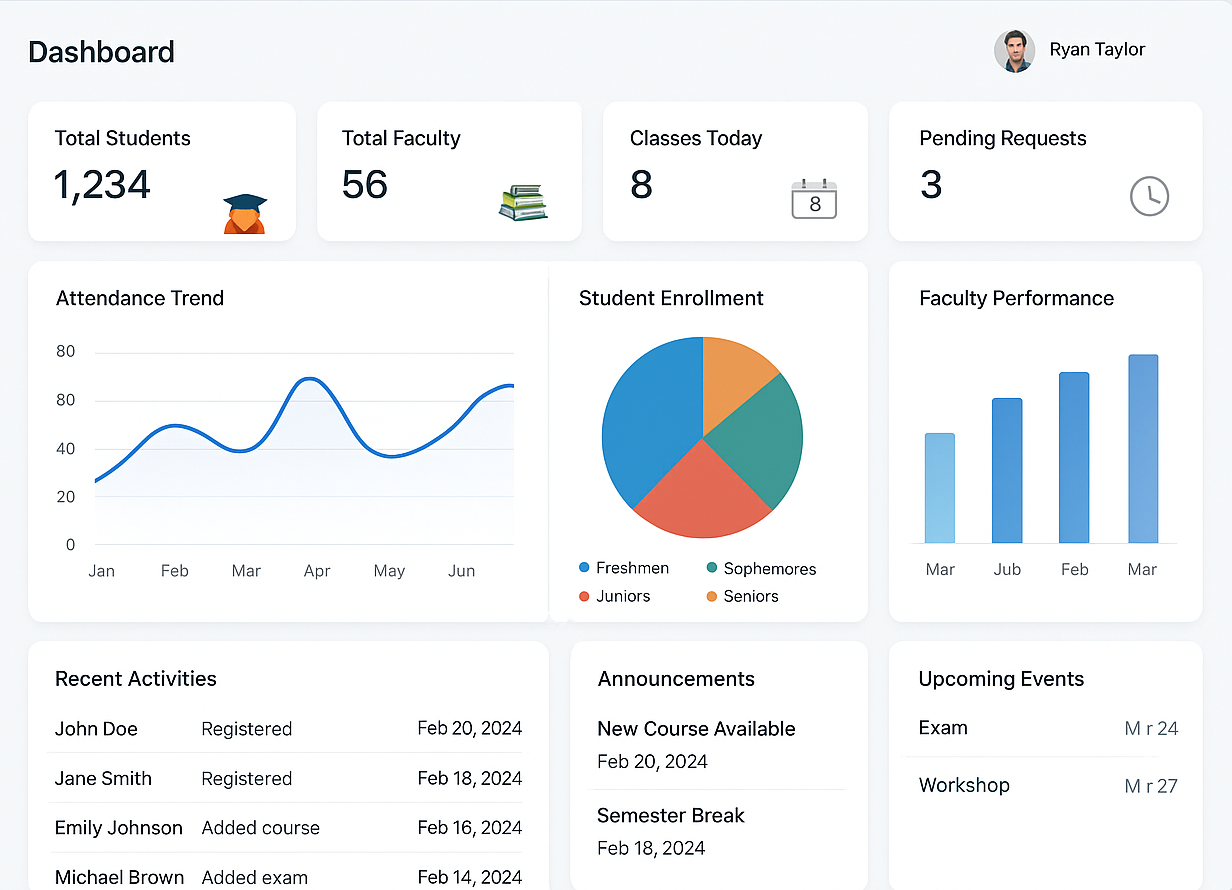 Dashboard
Ryan Taylor
Total Students
1,234
Total Faculty
56
Classes Today
8
8
Pending Requests
3
Attendance Trend
80
80
40
20
0
Jan Feb Mar Apr May Jun
Student Enrollment
Freshmen Sophemores
Juniors Seniors
Faculty Performance
Mar Jub Feb Mar
Recent Activities
John Doe Registered Feb 20, 2024
Jane Smith Registered Feb 18, 2024
Emily Johnson Added course Feb 16, 2024
Michael Brown Added exam Feb 14, 2024
Announcements
New Course Available
Feb 20, 2024
Semester Break
Feb 18, 2024
Upcoming Events
Exam M r 24
Workshop M r 27